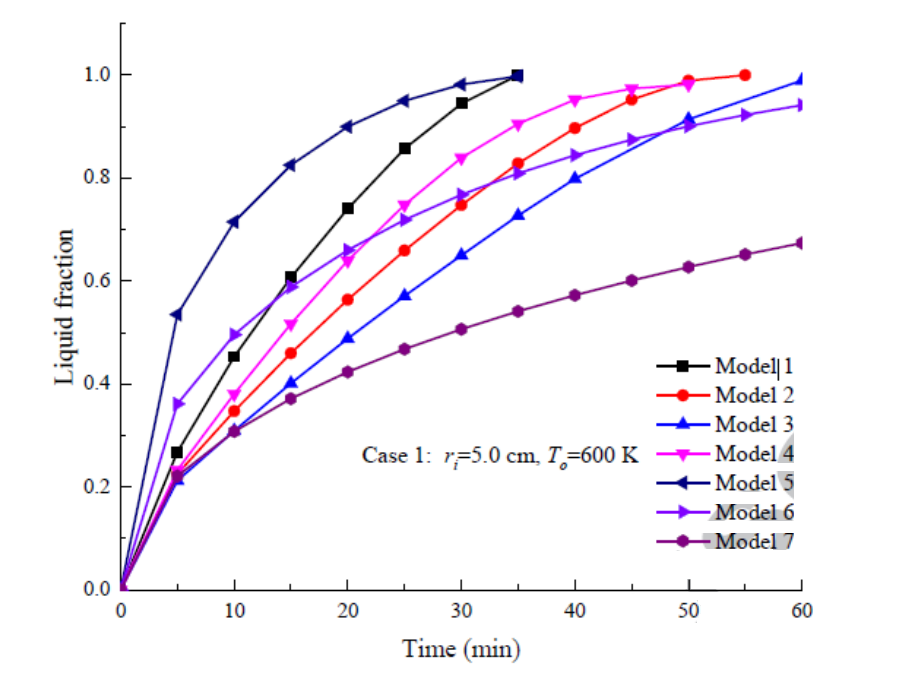 1.0
0.8
0.6
0.4
0.2
0.0
Liquid fraction
Model 1
Model 2
Model 3
Model 4
Model 5
Model 6
Model 7
Case 1: rᵢ=5.0 cm, Tₒ=600 K
0 10 20 30 40 50 60
Time (min)